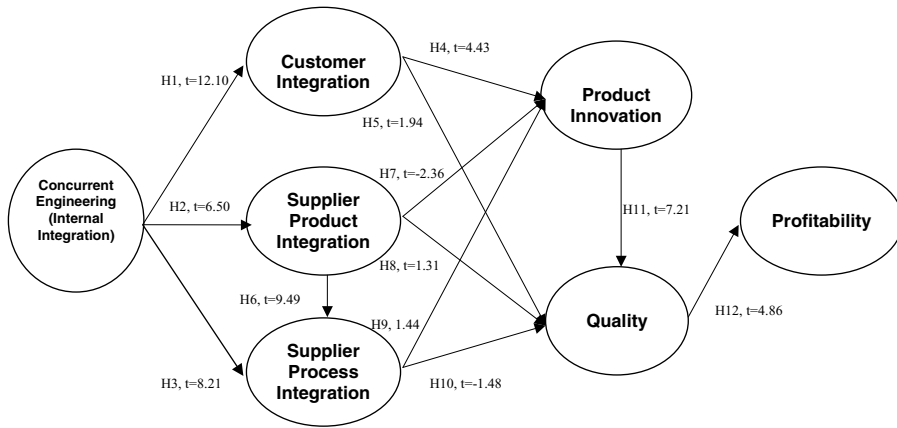 Customer
Integration
H4, t=4.43
H1, t=12.10
Product
Innovation
H5, t=1.94
Concurrent
Engineering
(Internal
Integration)
H2, t=6.50
Supplier
Product
Integration
H7, t=-2.36
H11, t=7.21
Profitability
H8, t=1.31
H6, t=9.49
H9, 1.44
Quality
H12, t=4.86
Supplier
Process
Integration
H3, t=8.21
H10, t=-1.48